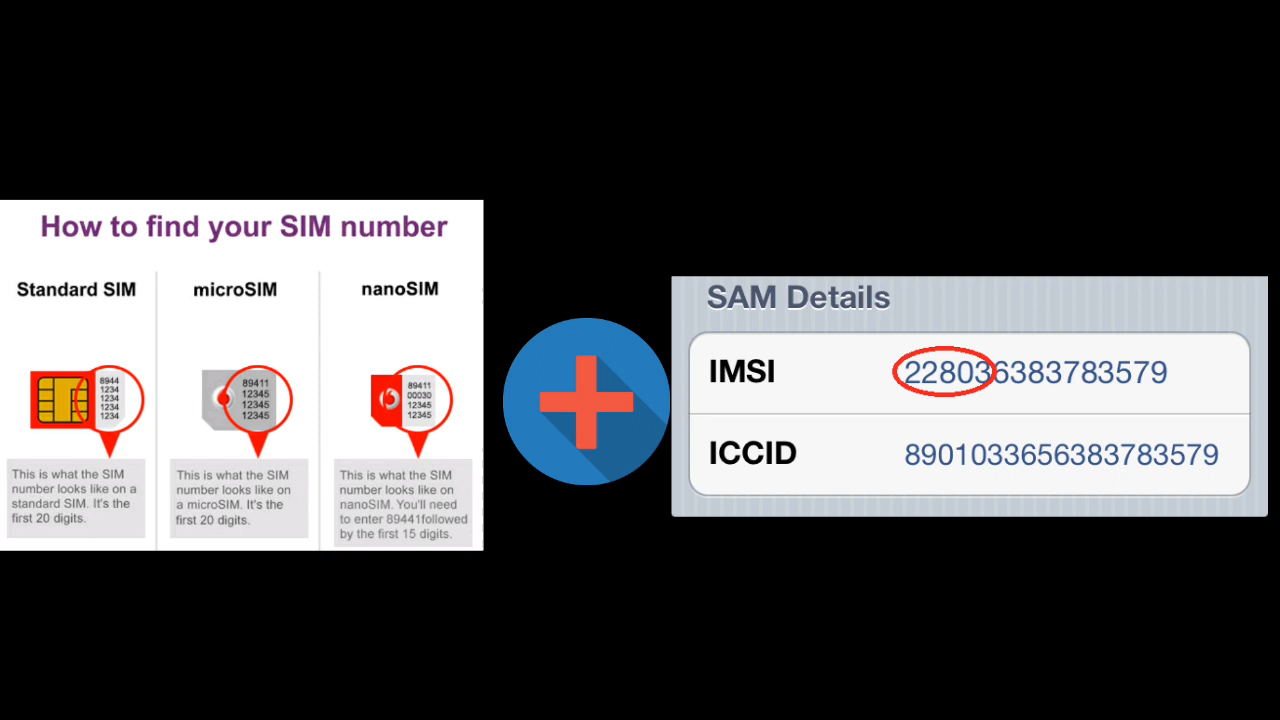 How to find your SIM number
Standard SIM
8944
1234
1234
1234
1234
This is what the SIM
number looks like on a
standard SIM. It's the
first 20 digits.
microSIM
89411
12345
12345
12345
This is what the SIM
number looks like on
a microSIM. It's the
first 20 digits.
nanoSIM
89411
00030
12345
12345
This is what the SIM
number looks like on
nanoSIM. You'll need
to enter 89441followed
by the first 15 digits.
SAM Details
IMSI 228036383783579
ICCID 8901033656383783579